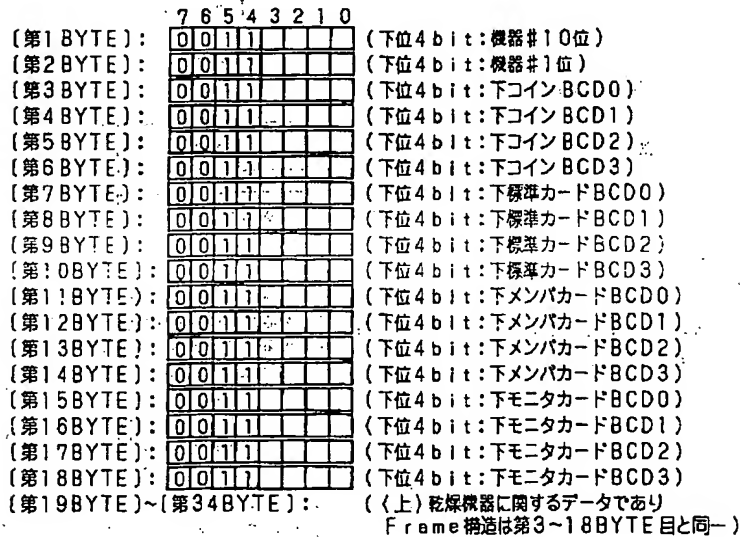 7 6 5 4 3 2 1 0
〔第1BYTE〕: 0 0 1 1 (下位4bit:機器#10位)
〔第2BYTE〕: 0 0 1 1 (下位4bit:機器#1位)
〔第3BYTE〕: 0 0 1 1 (下位4bit:下コインBCD0)
〔第4BYTE〕: 0 0 1 1 (下位4bit:下コインBCD1)
〔第5BYTE〕: 0 0 1 1 (下位4bit:下コインBCD2)
〔第6BYTE〕: 0 0 1 1 (下位4bit:下コインBCD3)
〔第7BYTE〕: 0 0 1 1 (下位4bit:下標準カードBCD0)
〔第8BYTE〕: 0 0 1 1 (下位4bit:下標準カードBCD1)
〔第9BYTE〕: 0 0 1 1 (下位4bit:下標準カードBCD2)
〔第10BYTE〕: 0 0 1 1 (下位4bit:下標準カードBCD3)
〔第11BYTE〕: 0 0 1 1 (下位4bit:下メンバカードBCD0)
〔第12BYTE〕: 0 0 1 1 (下位4bit:下メンバカードBCD1)
〔第13BYTE〕: 0 0 1 1 (下位4bit:下メンバカードBCD2)
〔第14BYTE〕: 0 0 1 1 (下位4bit:下メンバカードBCD3)
〔第15BYTE〕: 0 0 1 1 (下位4bit:下モニタカードBCD0)
〔第16BYTE〕: 0 0 1 1 (下位4bit:下モニタカードBCD1)
〔第17BYTE〕: 0 0 1 1 (下位4bit:下モニタカードBCD2)
〔第18BYTE〕: 0 0 1 1 (下位4bit:下モニタカードBCD3)
〔第19BYTE〕~〔第34BYTE〕: (〈上〉乾燥機器に関するデータであり
Frame構造は第3~18BYTE目と同一)